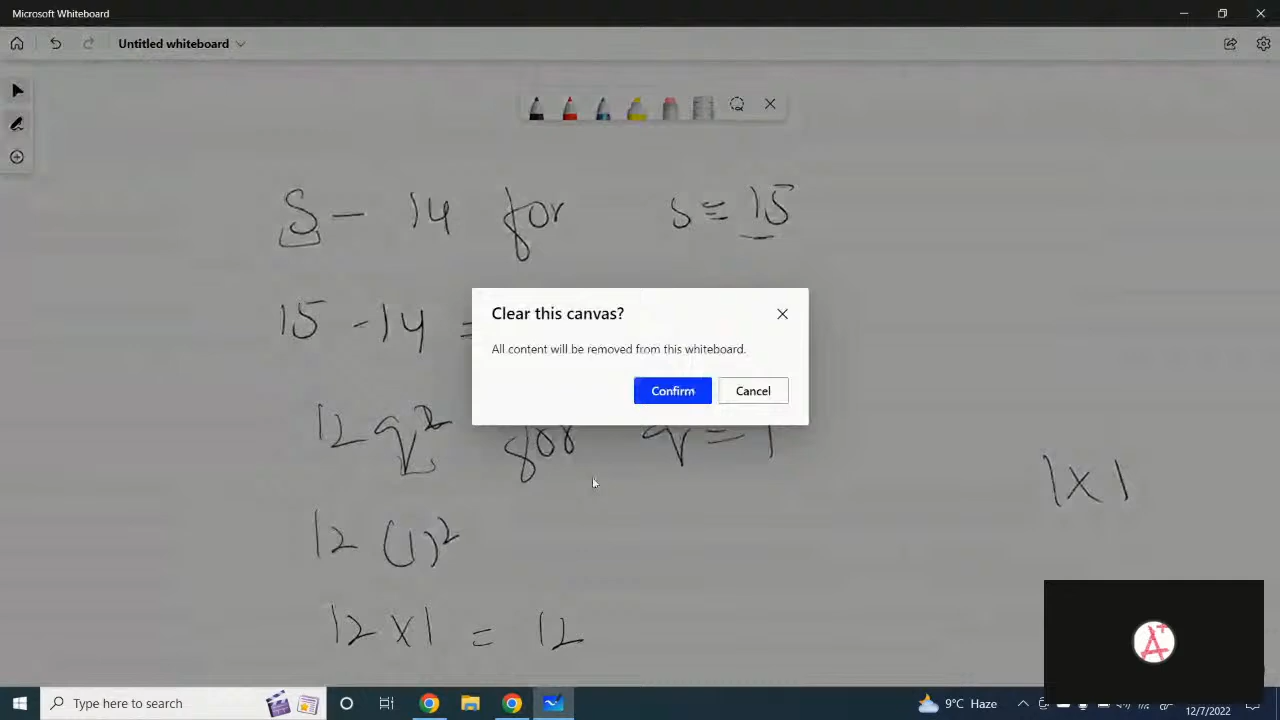 Microsoft Whiteboard
Untitled whiteboard
S - 14 for s = 15
15 - 14 =
Clear this canvas?
All content will be removed from this whiteboard.
Confirm
Cancel
12q² for q = 1
1 x 1
12 (1)²
12 x 1 = 12
A+
Type here to search
9°C Haze
12/7/2022